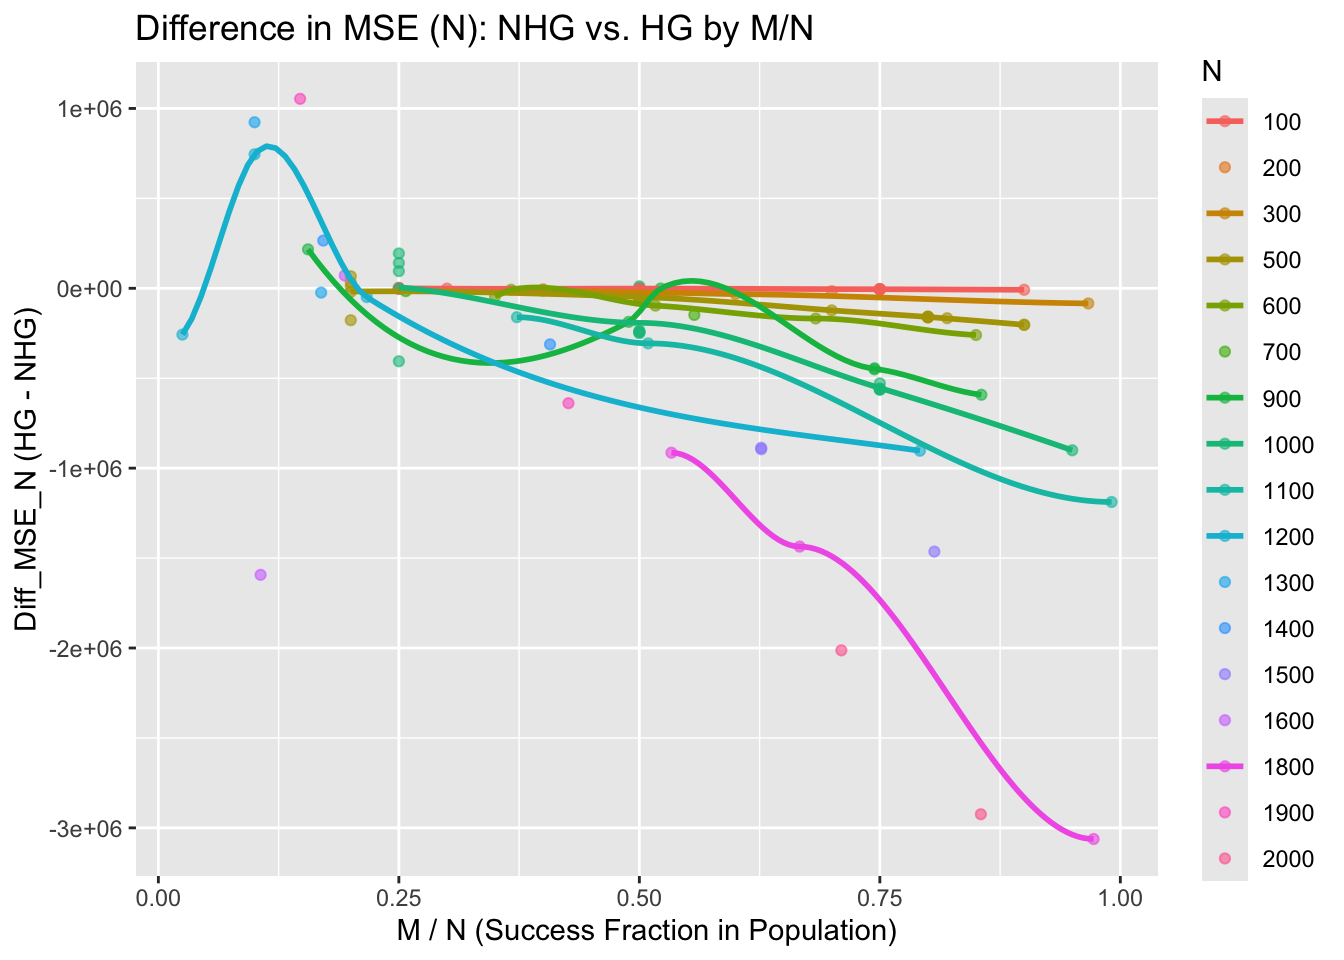 Difference in MSE (N): NHG vs. HG by M/N
Diff_MSE_N (HG - NHG)
1e+06
0e+00
-1e+06
-2e+06
-3e+06
0.00
0.25
0.50
0.75
1.00
M / N (Success Fraction in Population)
N
100
200
300
500
600
700
900
1000
1100
1200
1300
1400
1500
1600
1800
1900
2000